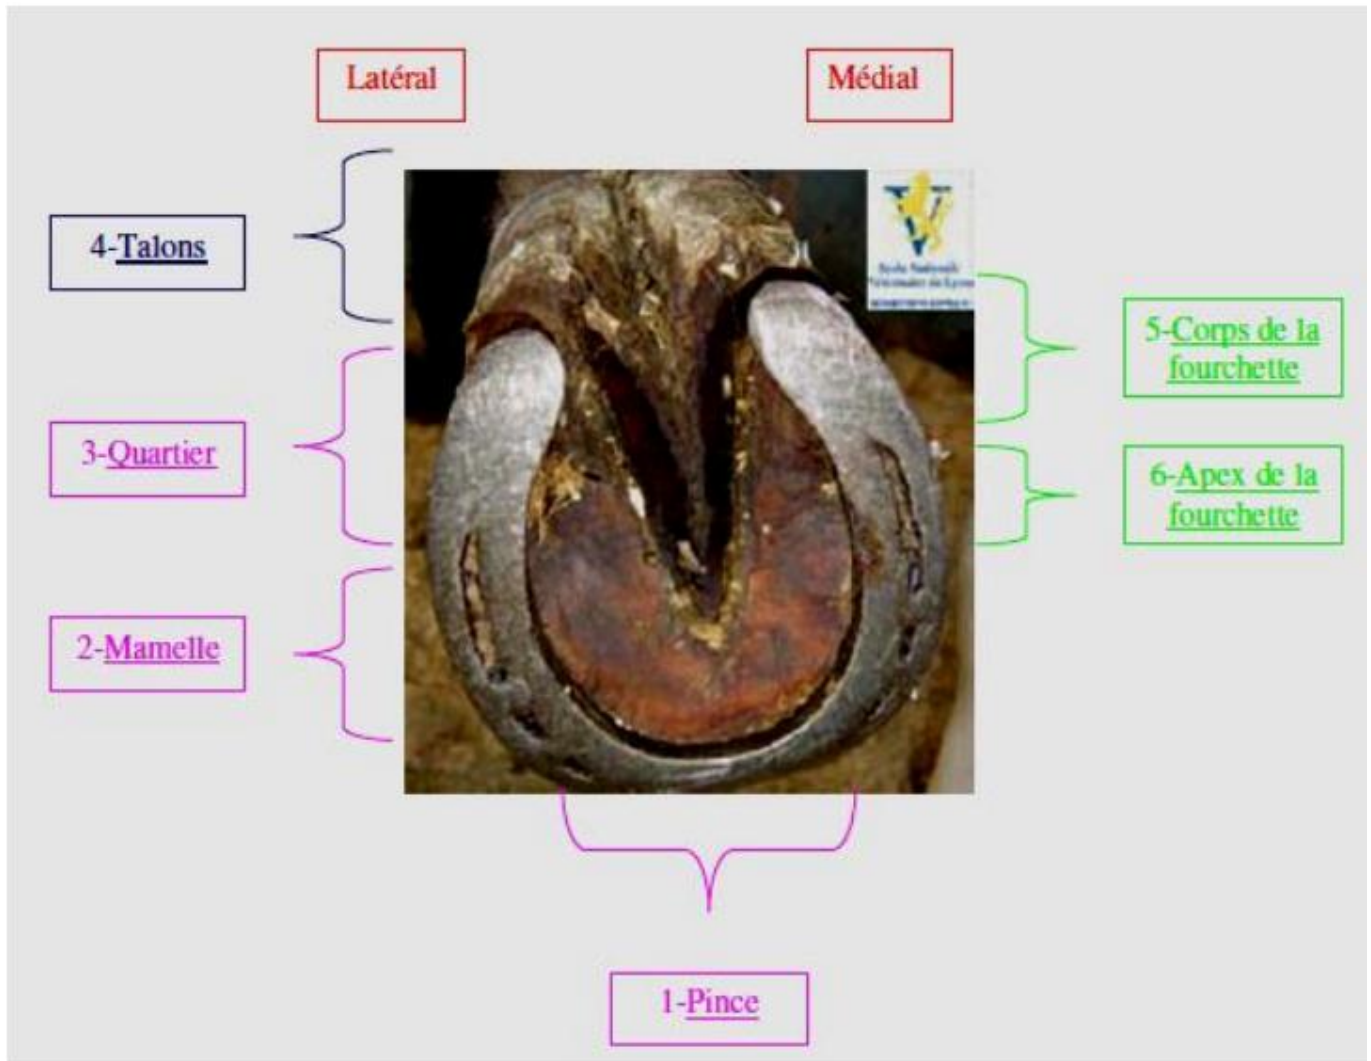 Latéral
Médial
4-Talons
5-Corps de la
fourchette
3-Quartier
6-Apex de la
fourchette
2-Mamelle
1-Pince